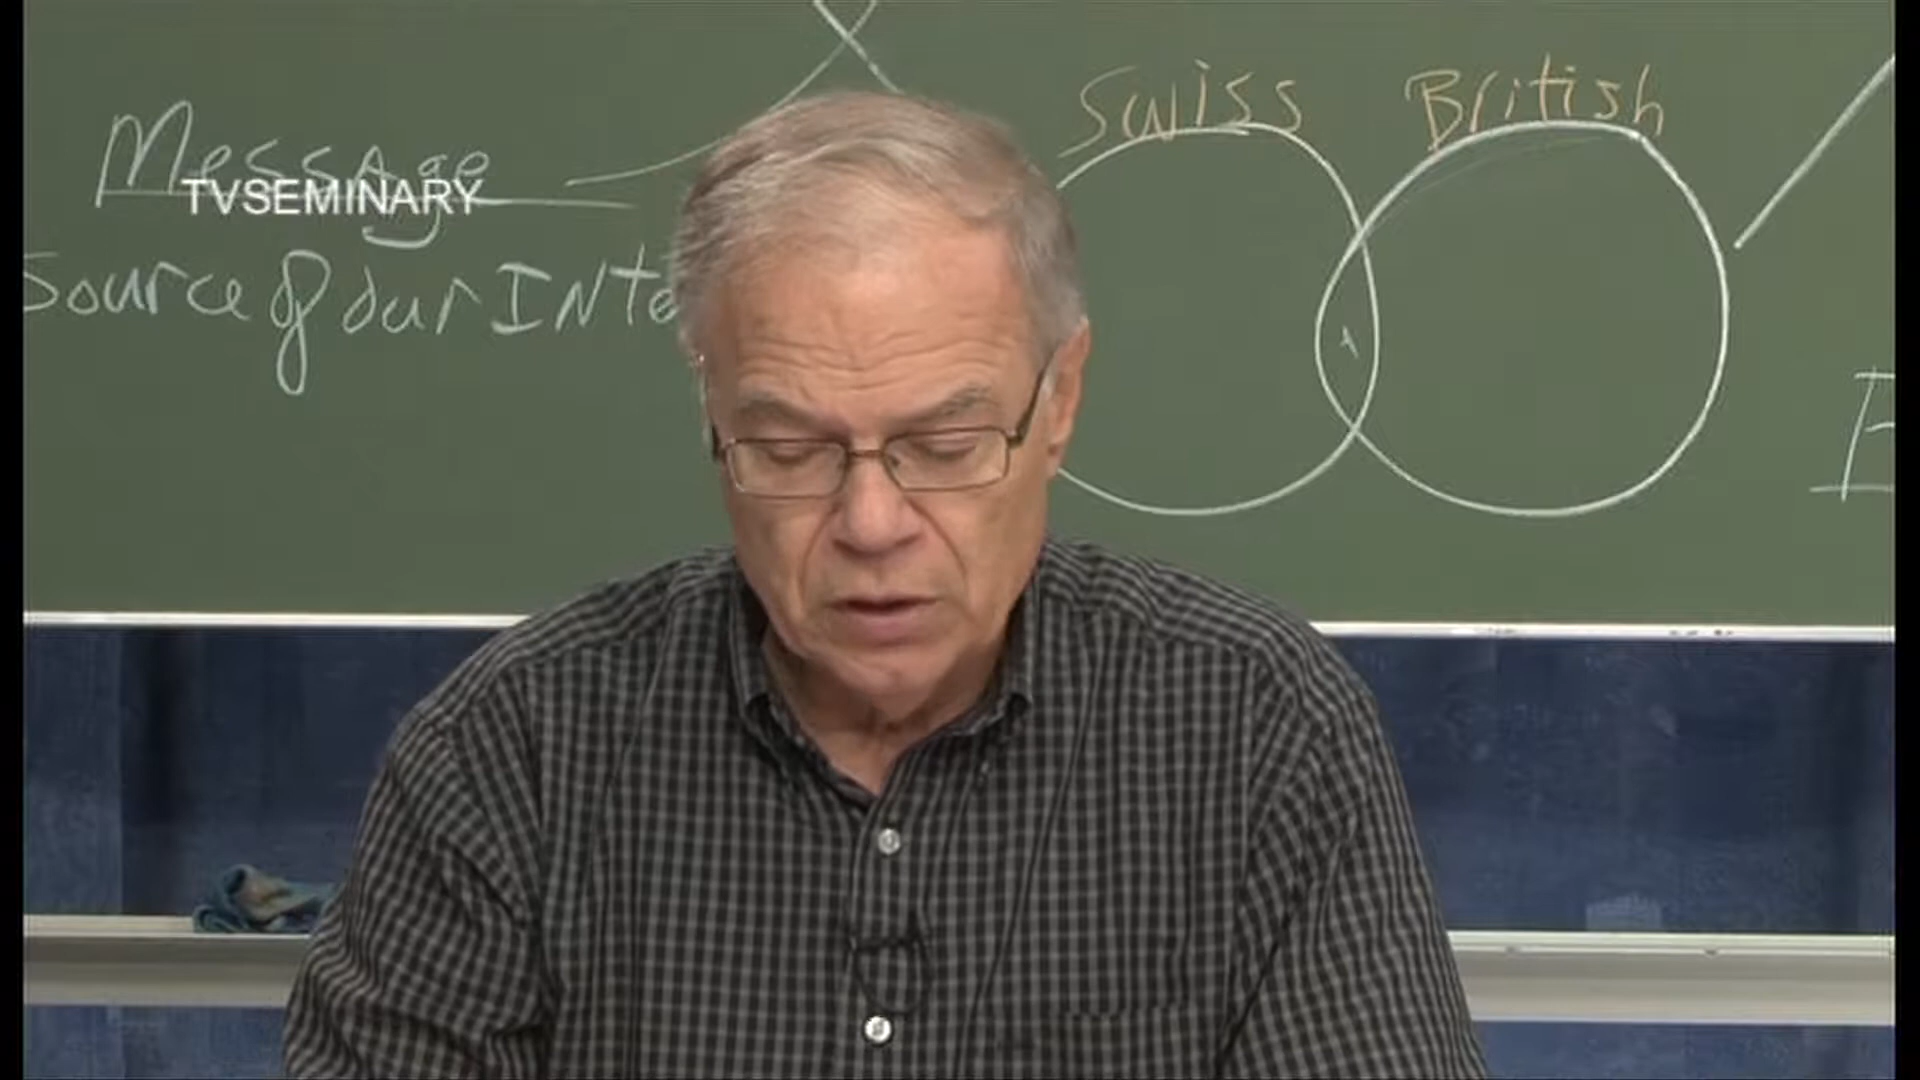 Message
TVSEMINARY
Source of our Inte
Swiss British
A